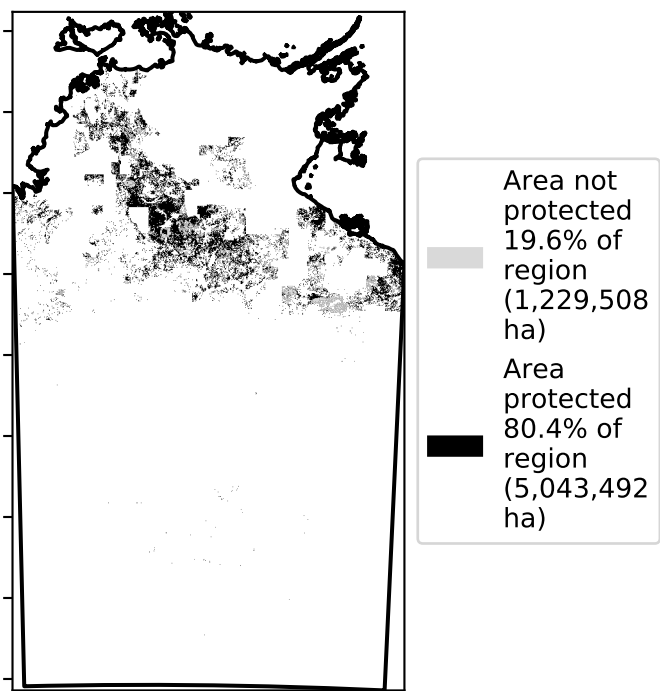 Area not
protected
19.6% of
region
(1,229,508
ha)
Area
protected
80.4% of
region
(5,043,492
ha)